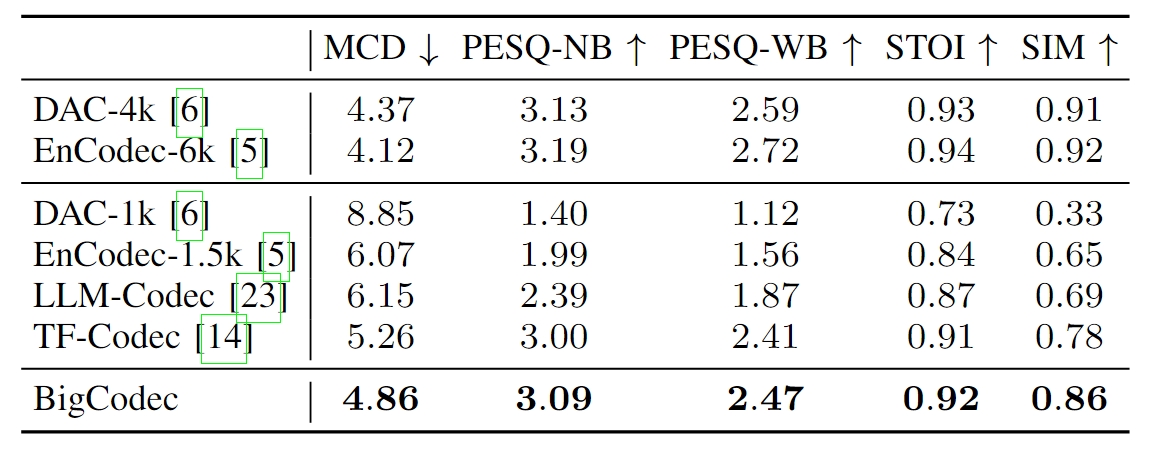 MCD ↓ PESQ-NB ↑ PESQ-WB ↑ STOI ↑ SIM ↑
DAC-4k [6] 4.37 3.13 2.59 0.93 0.91
EnCodec-6k [5] 4.12 3.19 2.72 0.94 0.92
DAC-1k [6] 8.85 1.40 1.12 0.73 0.33
EnCodec-1.5k [5] 6.07 1.99 1.56 0.84 0.65
LLM-Codec [23] 6.15 2.39 1.87 0.87 0.69
TF-Codec [14] 5.26 3.00 2.41 0.91 0.78
BigCodec 4.86 3.09 2.47 0.92 0.86